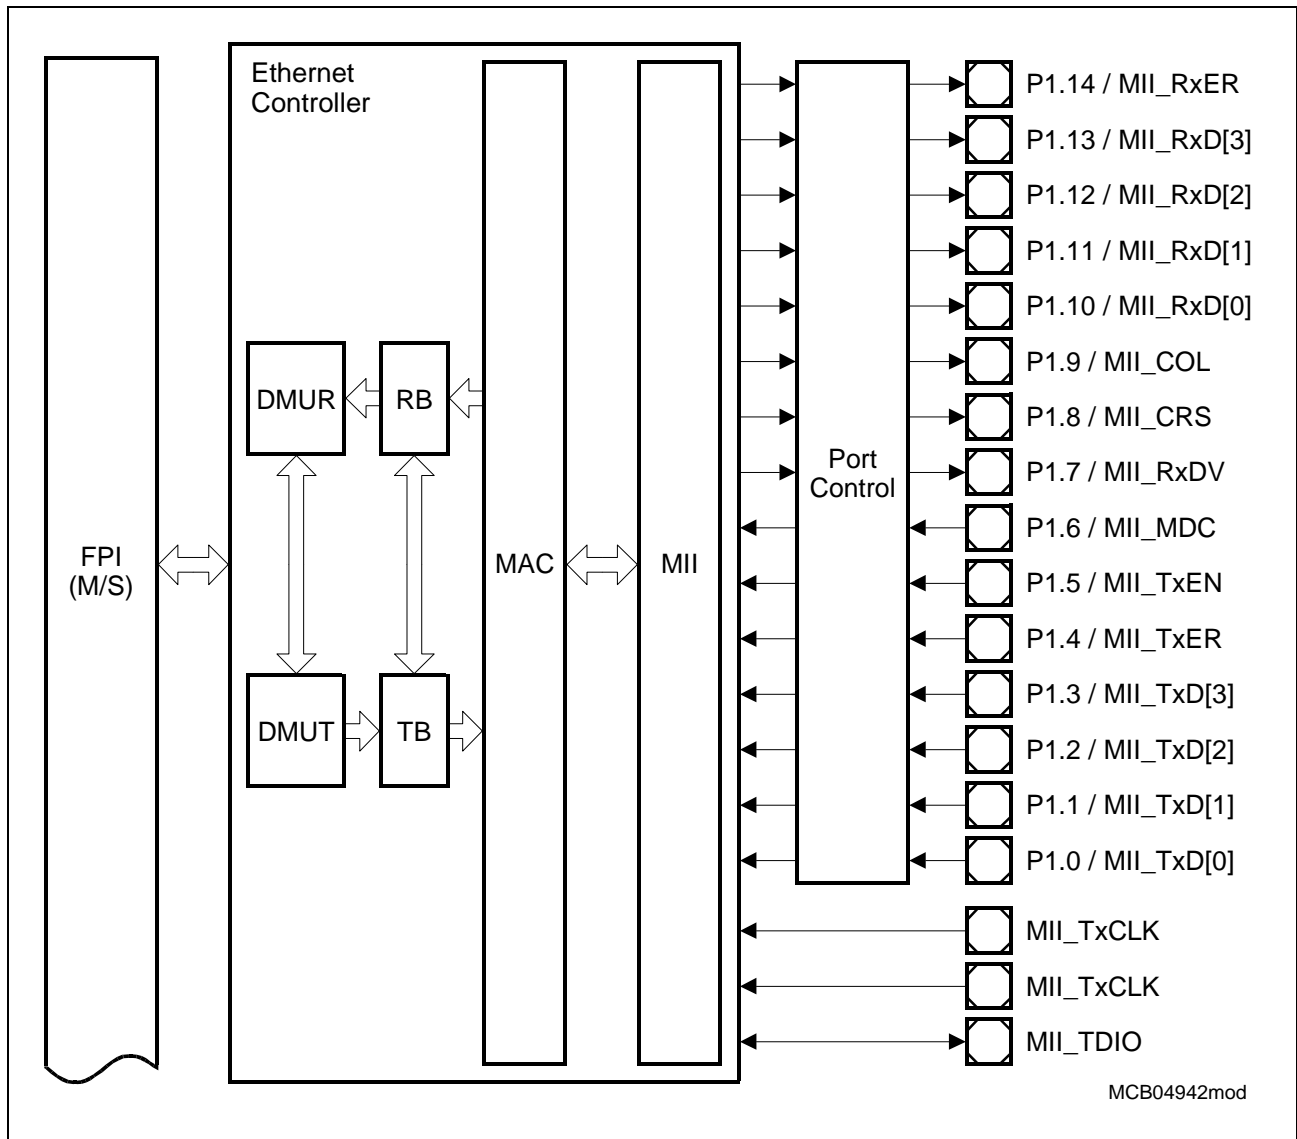 Ethernet
Controller
FPI
(M/S)
DMUR
RB
DMUT
TB
MAC
MII
Port
Control
P1.14 / MII_RxER
P1.13 / MII_RxD[3]
P1.12 / MII_RxD[2]
P1.11 / MII_RxD[1]
P1.10 / MII_RxD[0]
P1.9 / MII_COL
P1.8 / MII_CRS
P1.7 / MII_RxDV
P1.6 / MII_MDC
P1.5 / MII_TxEN
P1.4 / MII_TxER
P1.3 / MII_TxD[3]
P1.2 / MII_TxD[2]
P1.1 / MII_TxD[1]
P1.0 / MII_TxD[0]
MII_TxCLK
MII_TxCLK
MII_TDIO
MCB04942mod